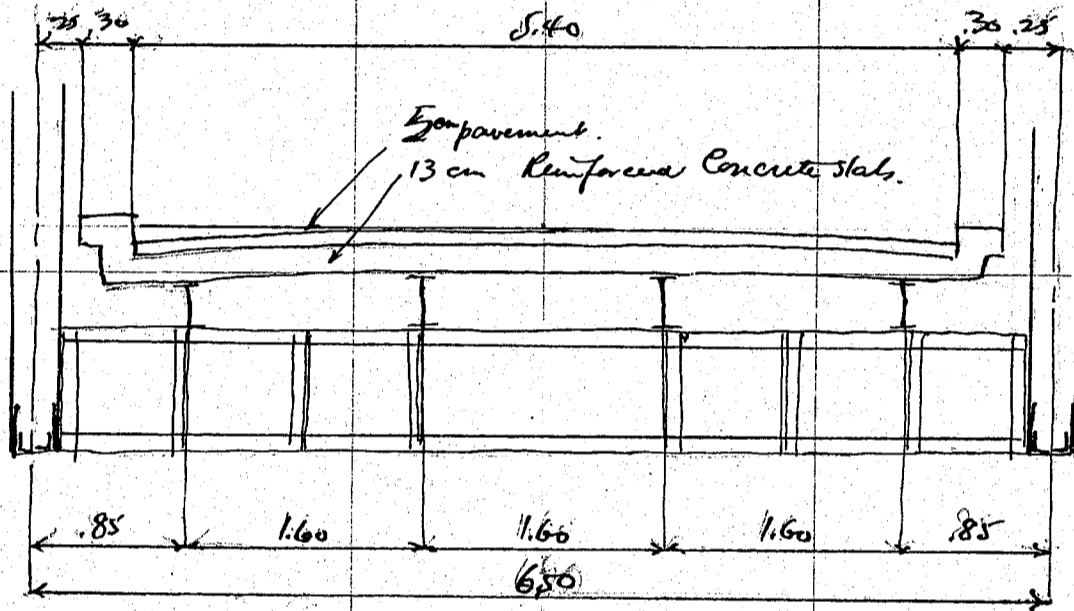 .25 .30 5.40 .30 .25
5cm pavement.
13 cm Reinforced Concrete slab.
.85 1.60 1.60 1.60 .85
6.50